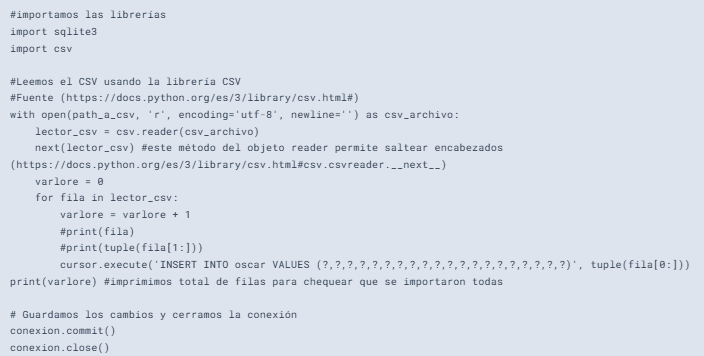 #importamos las librerías
import sqlite3
import csv

#Leemos el CSV usando la librería CSV
#Fuente (https://docs.python.org/es/3/library/csv.html#)
with open(path_a_csv, 'r', encoding='utf-8', newline='') as csv_archivo:
    lector_csv = csv.reader(csv_archivo)
    next(lector_csv) #este método del objeto reader permite saltear encabezados
(https://docs.python.org/es/3/library/csv.html#csv.csvreader.__next__)
    varlore = 0
    for fila in lector_csv:
        varlore = varlore + 1
        #print(fila)
        #print(tuple(fila[1:]))
        cursor.execute('INSERT INTO oscar VALUES (?,?,?,?,?,?,?,?,?,?,?,?,?,?,?,?,?,?,?,?)', tuple(fila[0:]))
print(varlore) #imprimimos total de filas para chequear que se importaron todas

# Guardamos los cambios y cerramos la conexión
conexion.commit()
conexion.close()